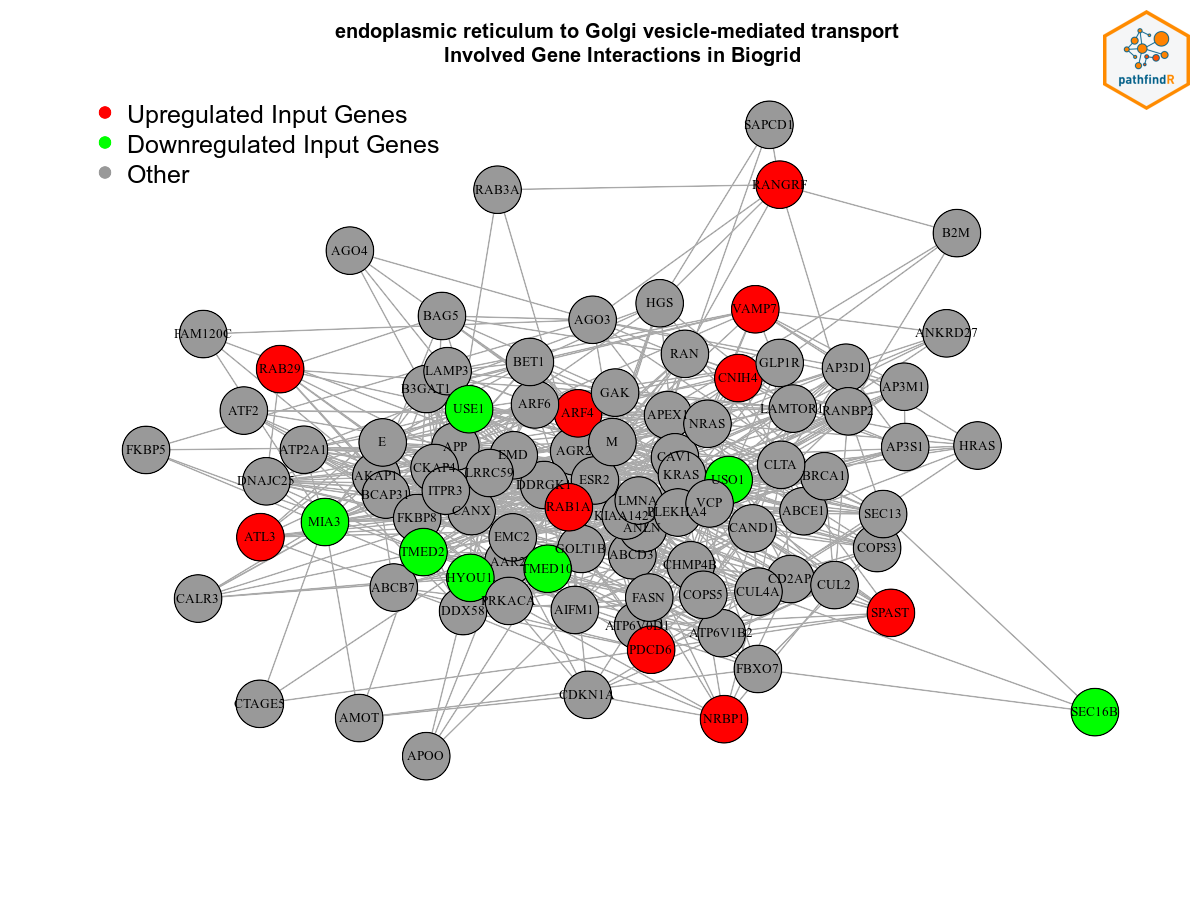 endoplasmic reticulum to Golgi vesicle-mediated transport
Involved Gene Interactions in Biogrid
pathfindR
Upregulated Input Genes
Downregulated Input Genes
Other
SAPCD1
RANGRF
RAB3A
B2M
AGO4
HGS
VAMP7
BAG5
AGO3
FAM120C
ANKRD27
RAN
BET1
GLP1R
RAB29
LAMP3
AP3D1
CNIH4
B3GAT1
GAK
AP3M1
ATF2
USE1
ARF6
ARF4
APEX1
LAMTOR1
RANBP2
NRAS
FKBP5
ATP2A1
E
APP
EMD
AGR2
M
AP3S1
HRAS
CAV1
CKAP4
LRRC59
CLTA
DNAJC25
AKAP1
BCAP31
ITPR3
DDRGK1
ESR2
KRAS
USO1
BRCA1
LMNA
VCP
RAB1A
CANX
FKBP8
MIA3
KIAA1429
PLEKHA4
ABCE1
SEC13
ANLN
CAND1
ATL3
EMC2
TMED2
GOLT1B
ABCD3
COPS3
AAR2
TMED10
CHMP4B
HYOU1
CD2AP
CUL2
ABCB7
CUL4A
CALR3
PRKACA
FASN
COPS5
DDX58
AIFM1
SPAST
ATP6V0D1
ATP6V1B2
PDCD6
FBXO7
CDKN1A
CTAGE5
AMOT
NRBP1
SEC16B
APOO